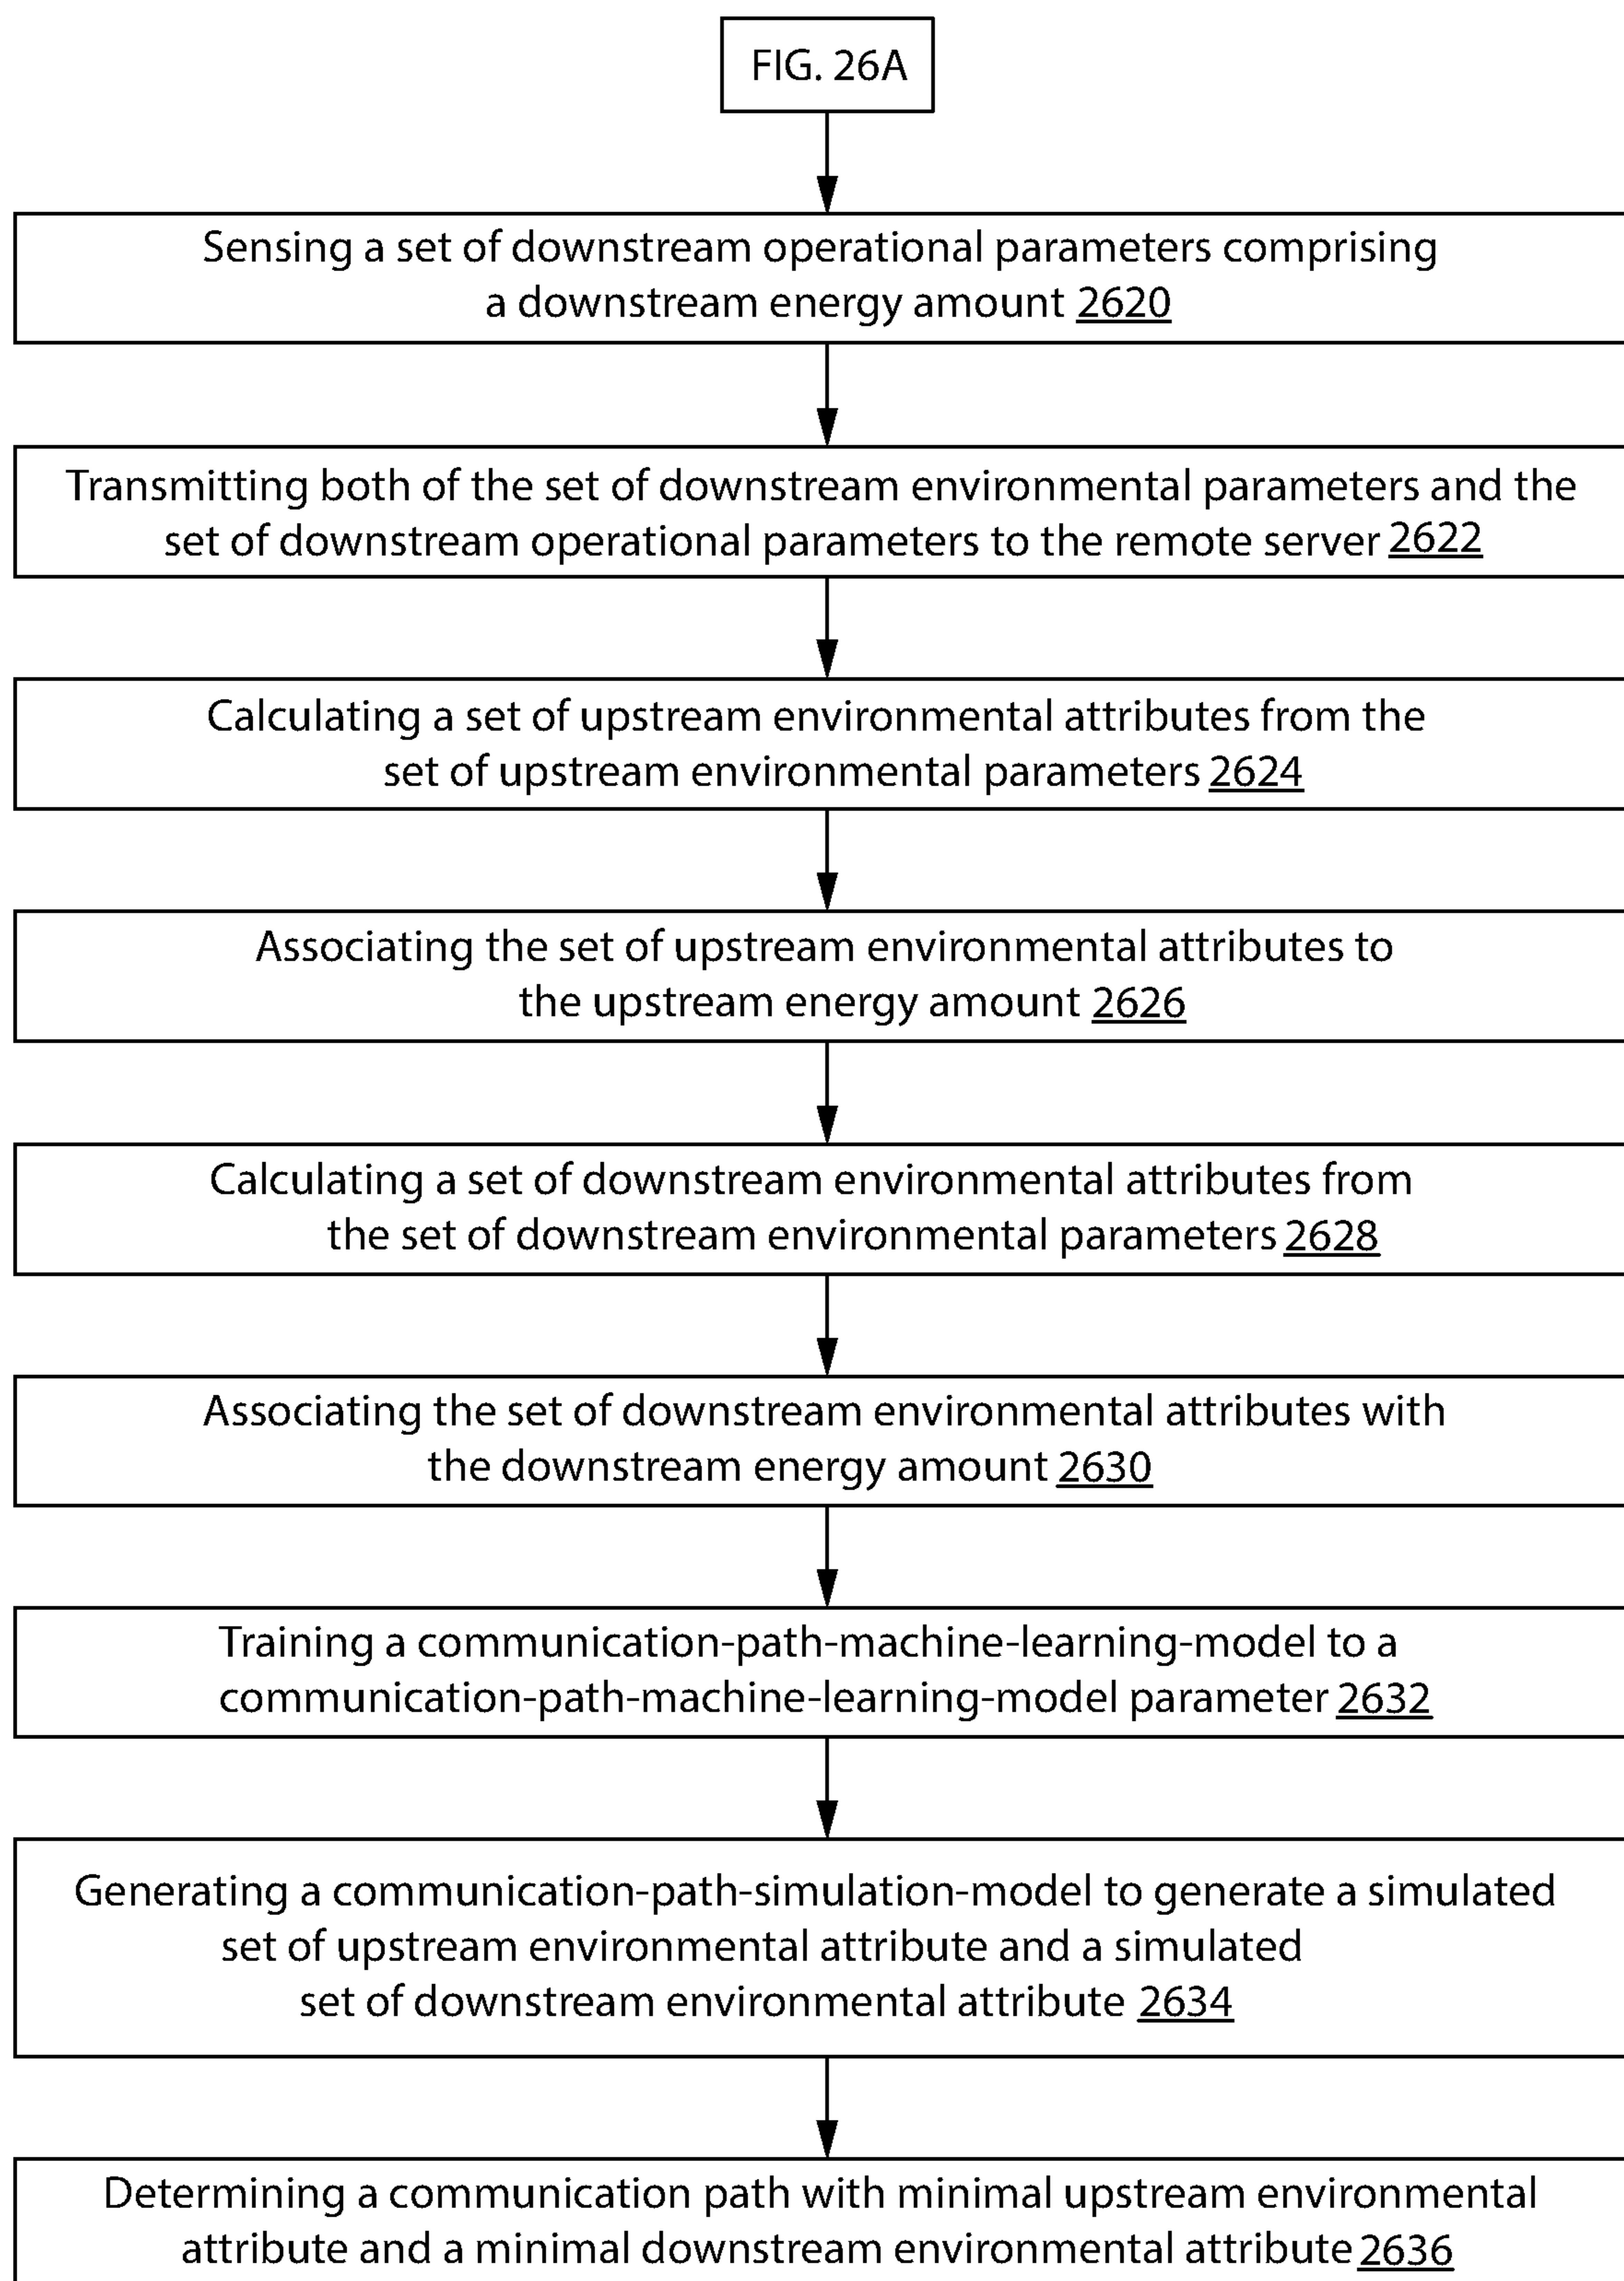 FIG. 26A
Sensing a set of downstream operational parameters comprising
a downstream energy amount 2620
Transmitting both of the set of downstream environmental parameters and the
set of downstream operational parameters to the remote server 2622
Calculating a set of upstream environmental attributes from the
set of upstream environmental parameters 2624
Associating the set of upstream environmental attributes to
the upstream energy amount 2626
Calculating a set of downstream environmental attributes from
the set of downstream environmental parameters 2628
Associating the set of downstream environmental attributes with
the downstream energy amount 2630
Training a communication-path-machine-learning-model to a
communication-path-machine-learning-model parameter 2632
Generating a communication-path-simulation-model to generate a simulated
set of upstream environmental attribute and a simulated
set of downstream environmental attribute 2634
Determining a communication path with minimal upstream environmental
attribute and a minimal downstream environmental attribute 2636